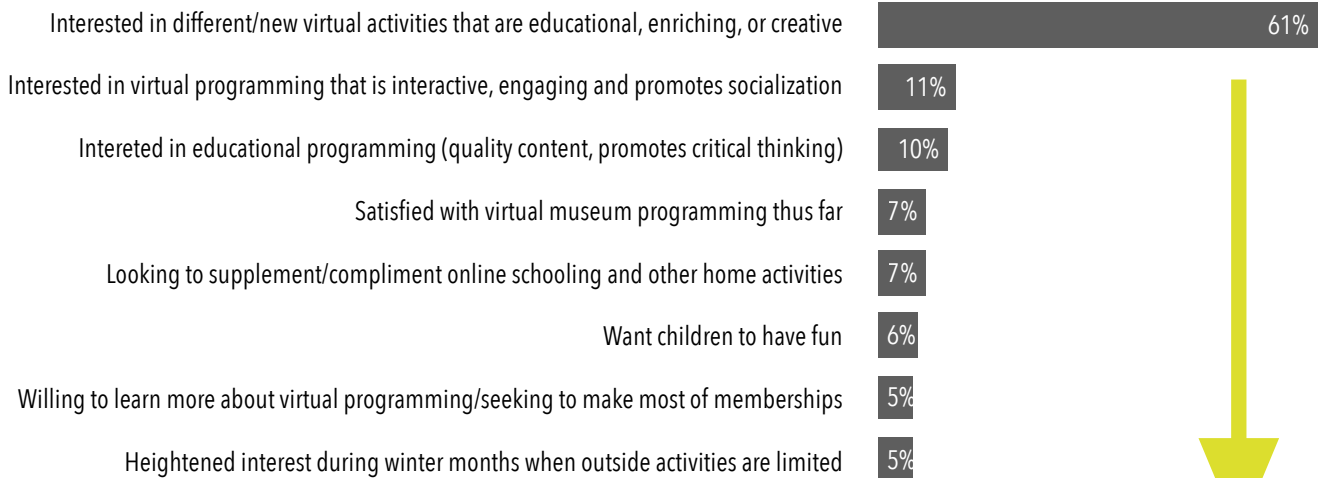 Interested in different/new virtual activities that are educational, enriching, or creative 61%
Interested in virtual programming that is interactive, engaging and promotes socialization 11%
Intereted in educational programming (quality content, promotes critical thinking) 10%
Satisfied with virtual museum programming thus far 7%
Looking to supplement/compliment online schooling and other home activities 7%
Want children to have fun 6%
Willing to learn more about virtual programming/seeking to make most of memberships 5%
Heightened interest during winter months when outside activities are limited 5%